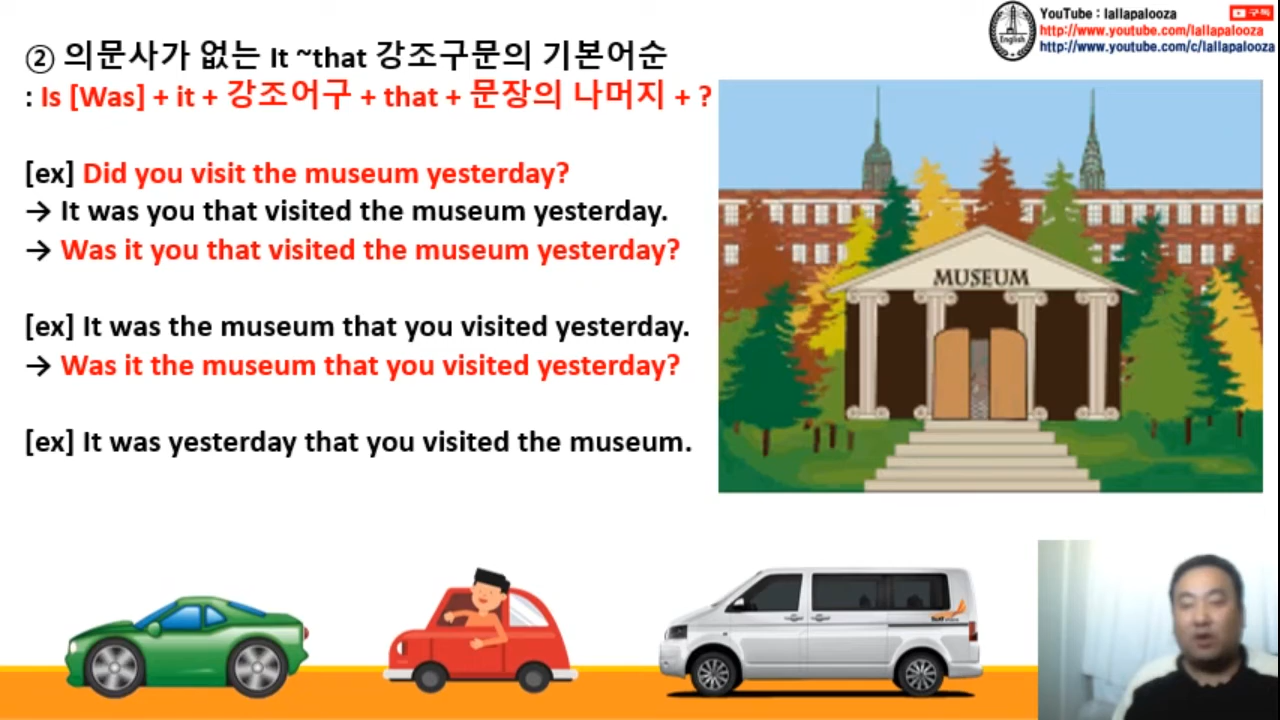 ② 의문사가 없는 It ~that 강조구문의 기본어순
: Is [Was] + it + 강조어구 + that + 문장의 나머지 + ?
[ex] Did you visit the museum yesterday?
→ It was you that visited the museum yesterday.
→ Was it you that visited the museum yesterday?
[ex] It was the museum that you visited yesterday.
→ Was it the museum that you visited yesterday?
[ex] It was yesterday that you visited the museum.
English
YouTube : lallapalooza
구독
http://www.youtube.com/lallapalooza
http://www.youtube.com/c/lallapalooza
MUSEUM